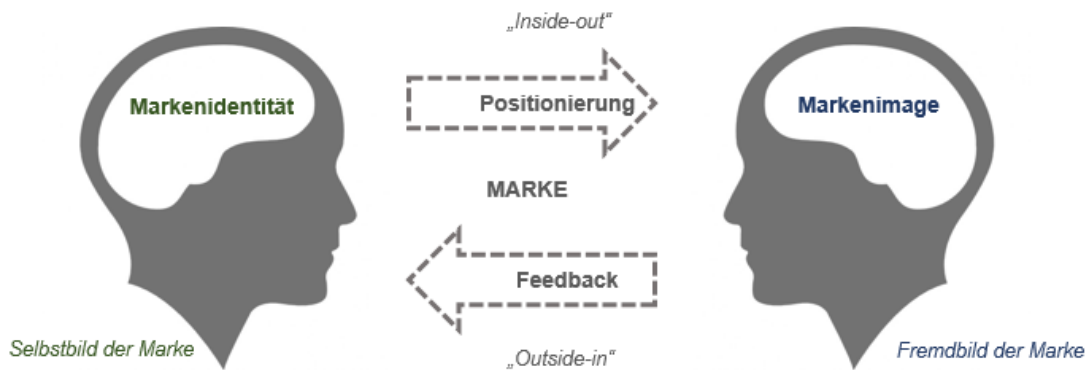 „Inside-out“
Markenidentität
Positionierung
Markenimage
MARKE
Feedback
Selbstbild der Marke
„Outside-in“
Fremdbild der Marke